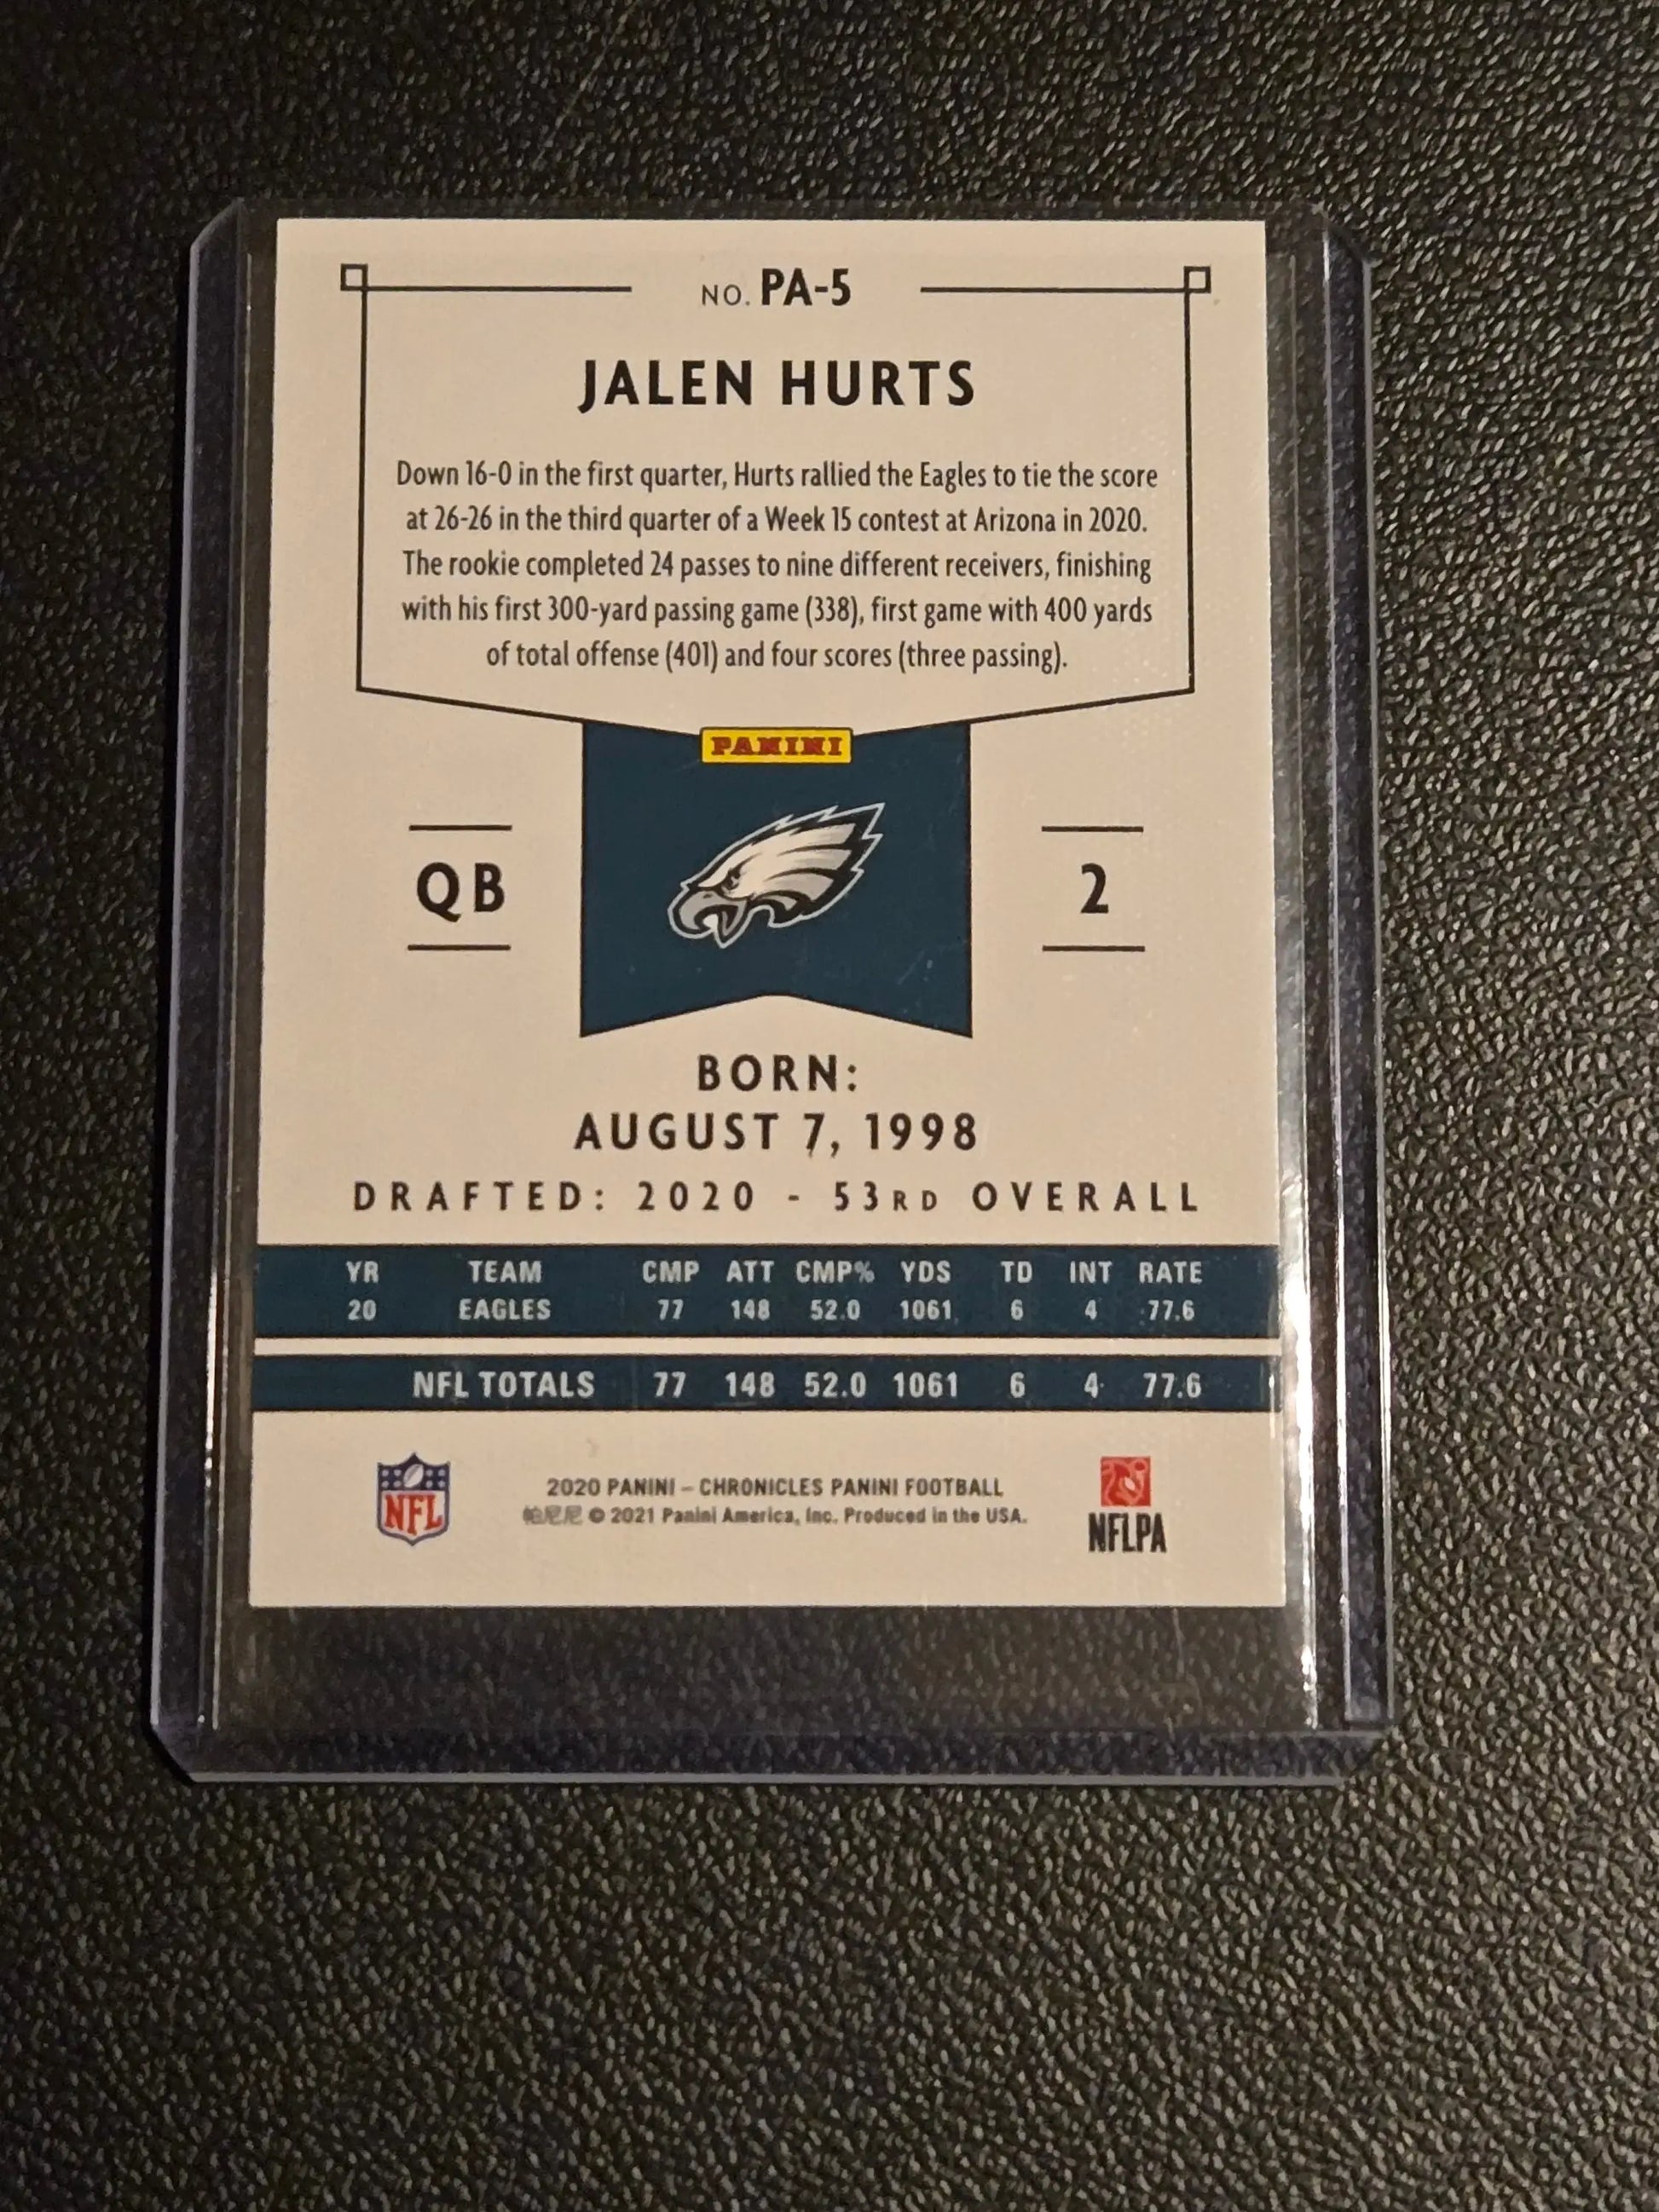 NO. PA-5
JALEN HURTS
Down 16-0 in the first quarter, Hurts rallied the Eagles to tie the score
at 26-26 in the third quarter of a Week 15 contest at Arizona in 2020.
The rookie completed 24 passes to nine different receivers, finishing
with his first 300-yard passing game (338), first game with 400 yards
of total offense (401) and four scores (three passing).
PANINI
QB 2
BORN:
AUGUST 7, 1998
DRAFTED: 2020 - 53RD OVERALL
YR TEAM CMP ATT CMP% YDS TD INT RATE
20 EAGLES 77 148 52.0 1061 6 4 77.6
NFL TOTALS 77 148 52.0 1061 6 4 77.6
NFL
2020 PANINI – CHRONICLES PANINI FOOTBALL
帕尼尼 © 2021 Panini America, Inc. Produced in the USA.
NFLPA